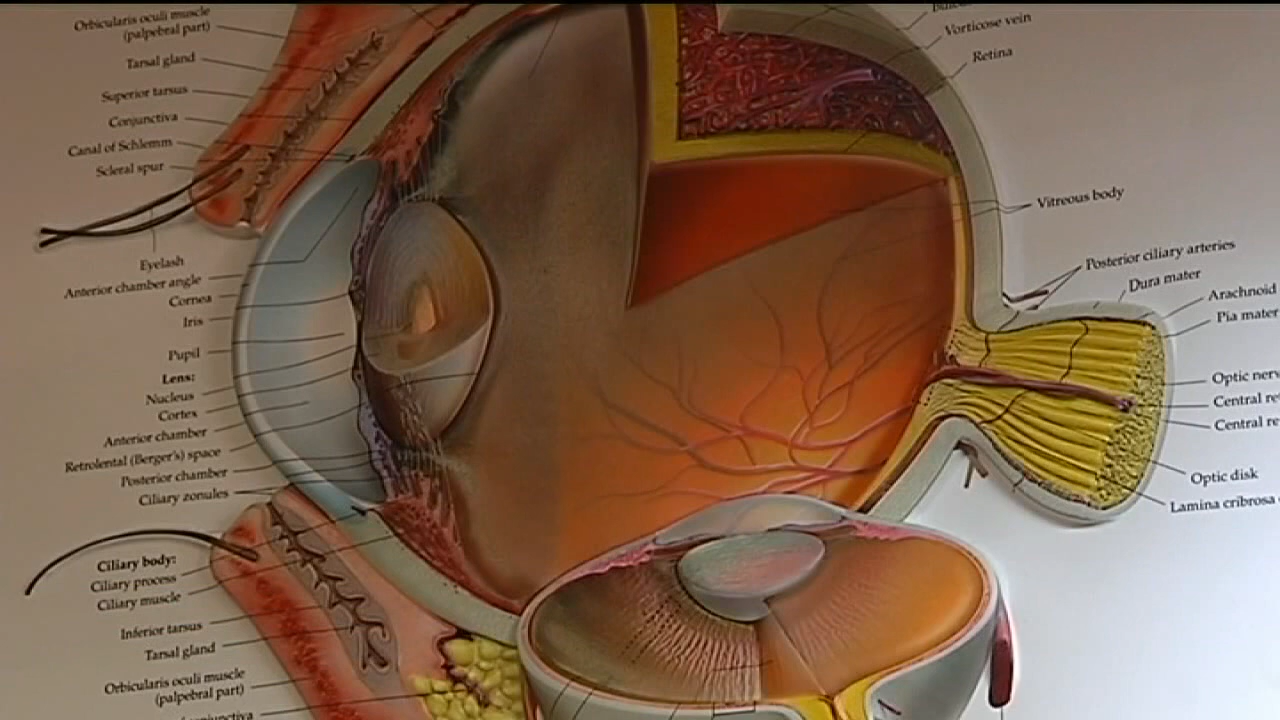 Orbicularis oculi muscle
(palpebral part)
Tarsal gland
Superior tarsus
Conjunctiva
Canal of Schlemm
Scleral spur
Eyelash
Anterior chamber angle
Cornea
Iris
Pupil
Lens:
Nucleus
Cortex
Anterior chamber
Retrolental (Berger's) space
Posterior chamber
Ciliary zonules
Ciliary body:
Ciliary process
Ciliary muscle
Inferior tarsus
Tarsal gland
Orbicularis oculi muscle
(palpebral part)
Vorticose vein
Retina
Vitreous body
Posterior ciliary arteries
Dura mater
Arachnoid
Pia mater
Optic
Central
Central
Optic disk
Lamina cribrosa